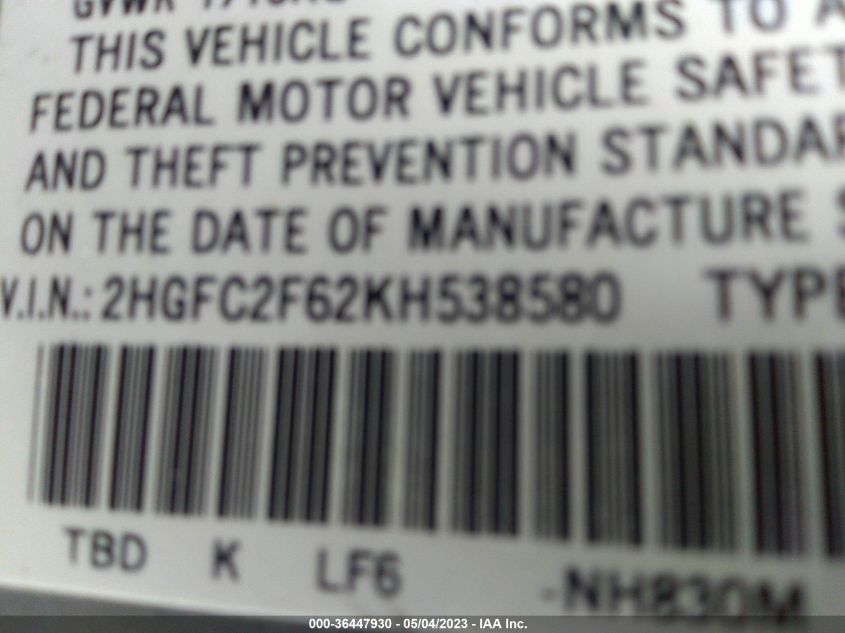 GVWR
THIS VEHICLE CONFORMS TO A
FEDERAL MOTOR VEHICLE SAFET
AND THEFT PREVENTION STANDAR
ON THE DATE OF MANUFACTURE S
V.I.N.: 2HGFC2F62KH538580 TYPE
TBD K LF6 -NH830M
000-36447930 - 05/04/2023 - IAA Inc.